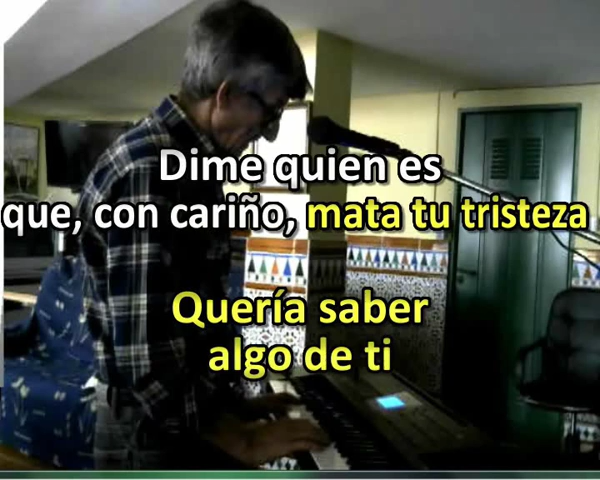 Dime quien es
que, con cariño, mata tu tristeza
Quería saber
algo de ti